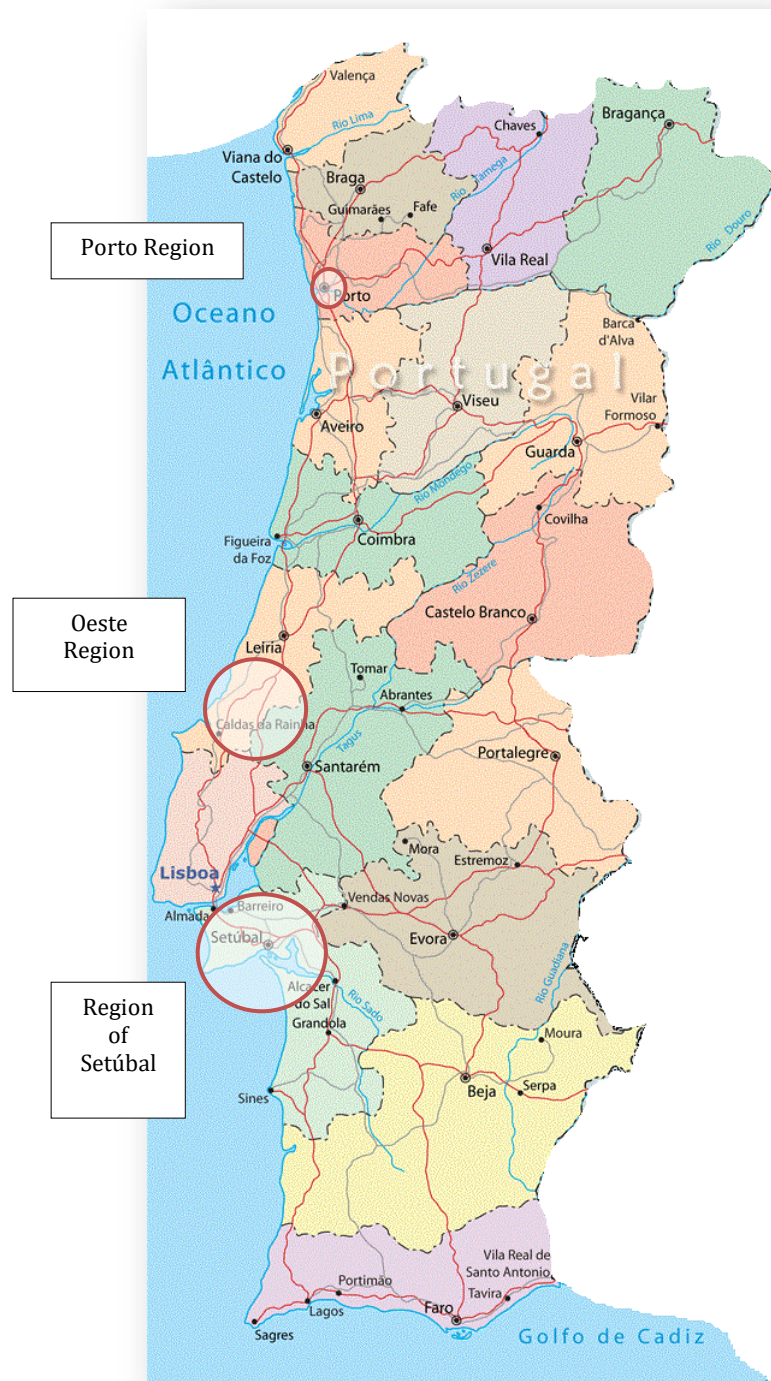 Valença
Rio Lima
Chaves
Bragança
Viana do
Castelo
Braga
Rio Tamega
Guimarães
Fafe
Rio Douro
Porto Region
Vila Real
Porto
Oceano
Atlântico
Barca
d'Alva
Portugal
Viseu
Vilar
Formoso
Aveiro
Guarda
Rio Mondego
Covilha
Figueira
da Foz
Coimbra
Rio Zezere
Oeste
Region
Castelo Branco
Leiria
Tomar
Abrantes
Caldas da Rainha
Tagus
Portalegre
Santarém
Mora
Estremoz
Lisboa
Vendas Novas
Almada
Barreiro
Evora
Setúbal
Rio Guadiana
Alcacer
do Sal
Rio Sado
Region
of
Setúbal
Grandola
Moura
Beja
Serpa
Sines
Vila Real de
Santo Antonio
Portimão
Tavira
Lagos
Faro
Sagres
Golfo de Cadiz